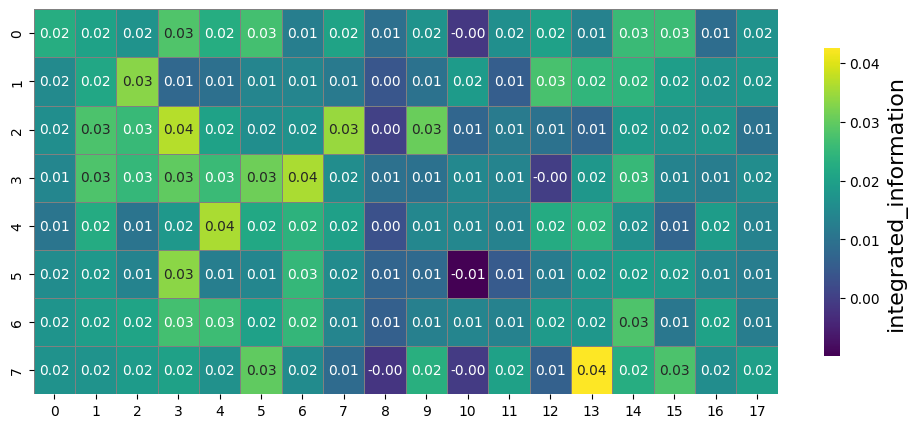 0 0.02 0.02 0.02 0.03 0.02 0.03 0.01 0.02 0.01 0.02 -0.00 0.02 0.02 0.01 0.03 0.03 0.01 0.02
1 0.02 0.02 0.03 0.01 0.01 0.01 0.01 0.01 0.00 0.01 0.02 0.01 0.03 0.02 0.02 0.02 0.02 0.02
2 0.02 0.03 0.03 0.04 0.02 0.02 0.02 0.03 0.00 0.03 0.01 0.01 0.01 0.01 0.02 0.02 0.02 0.01
3 0.01 0.03 0.03 0.03 0.03 0.03 0.04 0.02 0.01 0.01 0.01 0.01 -0.00 0.02 0.03 0.01 0.01 0.02
4 0.01 0.02 0.01 0.02 0.04 0.02 0.02 0.02 0.00 0.01 0.01 0.01 0.02 0.02 0.02 0.01 0.02 0.01
5 0.02 0.02 0.01 0.03 0.01 0.01 0.03 0.02 0.01 0.01 -0.01 0.01 0.01 0.02 0.02 0.02 0.01 0.01
6 0.02 0.02 0.02 0.03 0.03 0.02 0.02 0.01 0.01 0.01 0.01 0.01 0.02 0.02 0.03 0.01 0.02 0.01
7 0.02 0.02 0.02 0.02 0.02 0.03 0.02 0.01 -0.00 0.02 -0.00 0.02 0.01 0.04 0.02 0.03 0.02 0.02
0 1 2 3 4 5 6 7 8 9 10 11 12 13 14 15 16 17
0.04
0.03
0.02
0.01
0.00
integrated_information